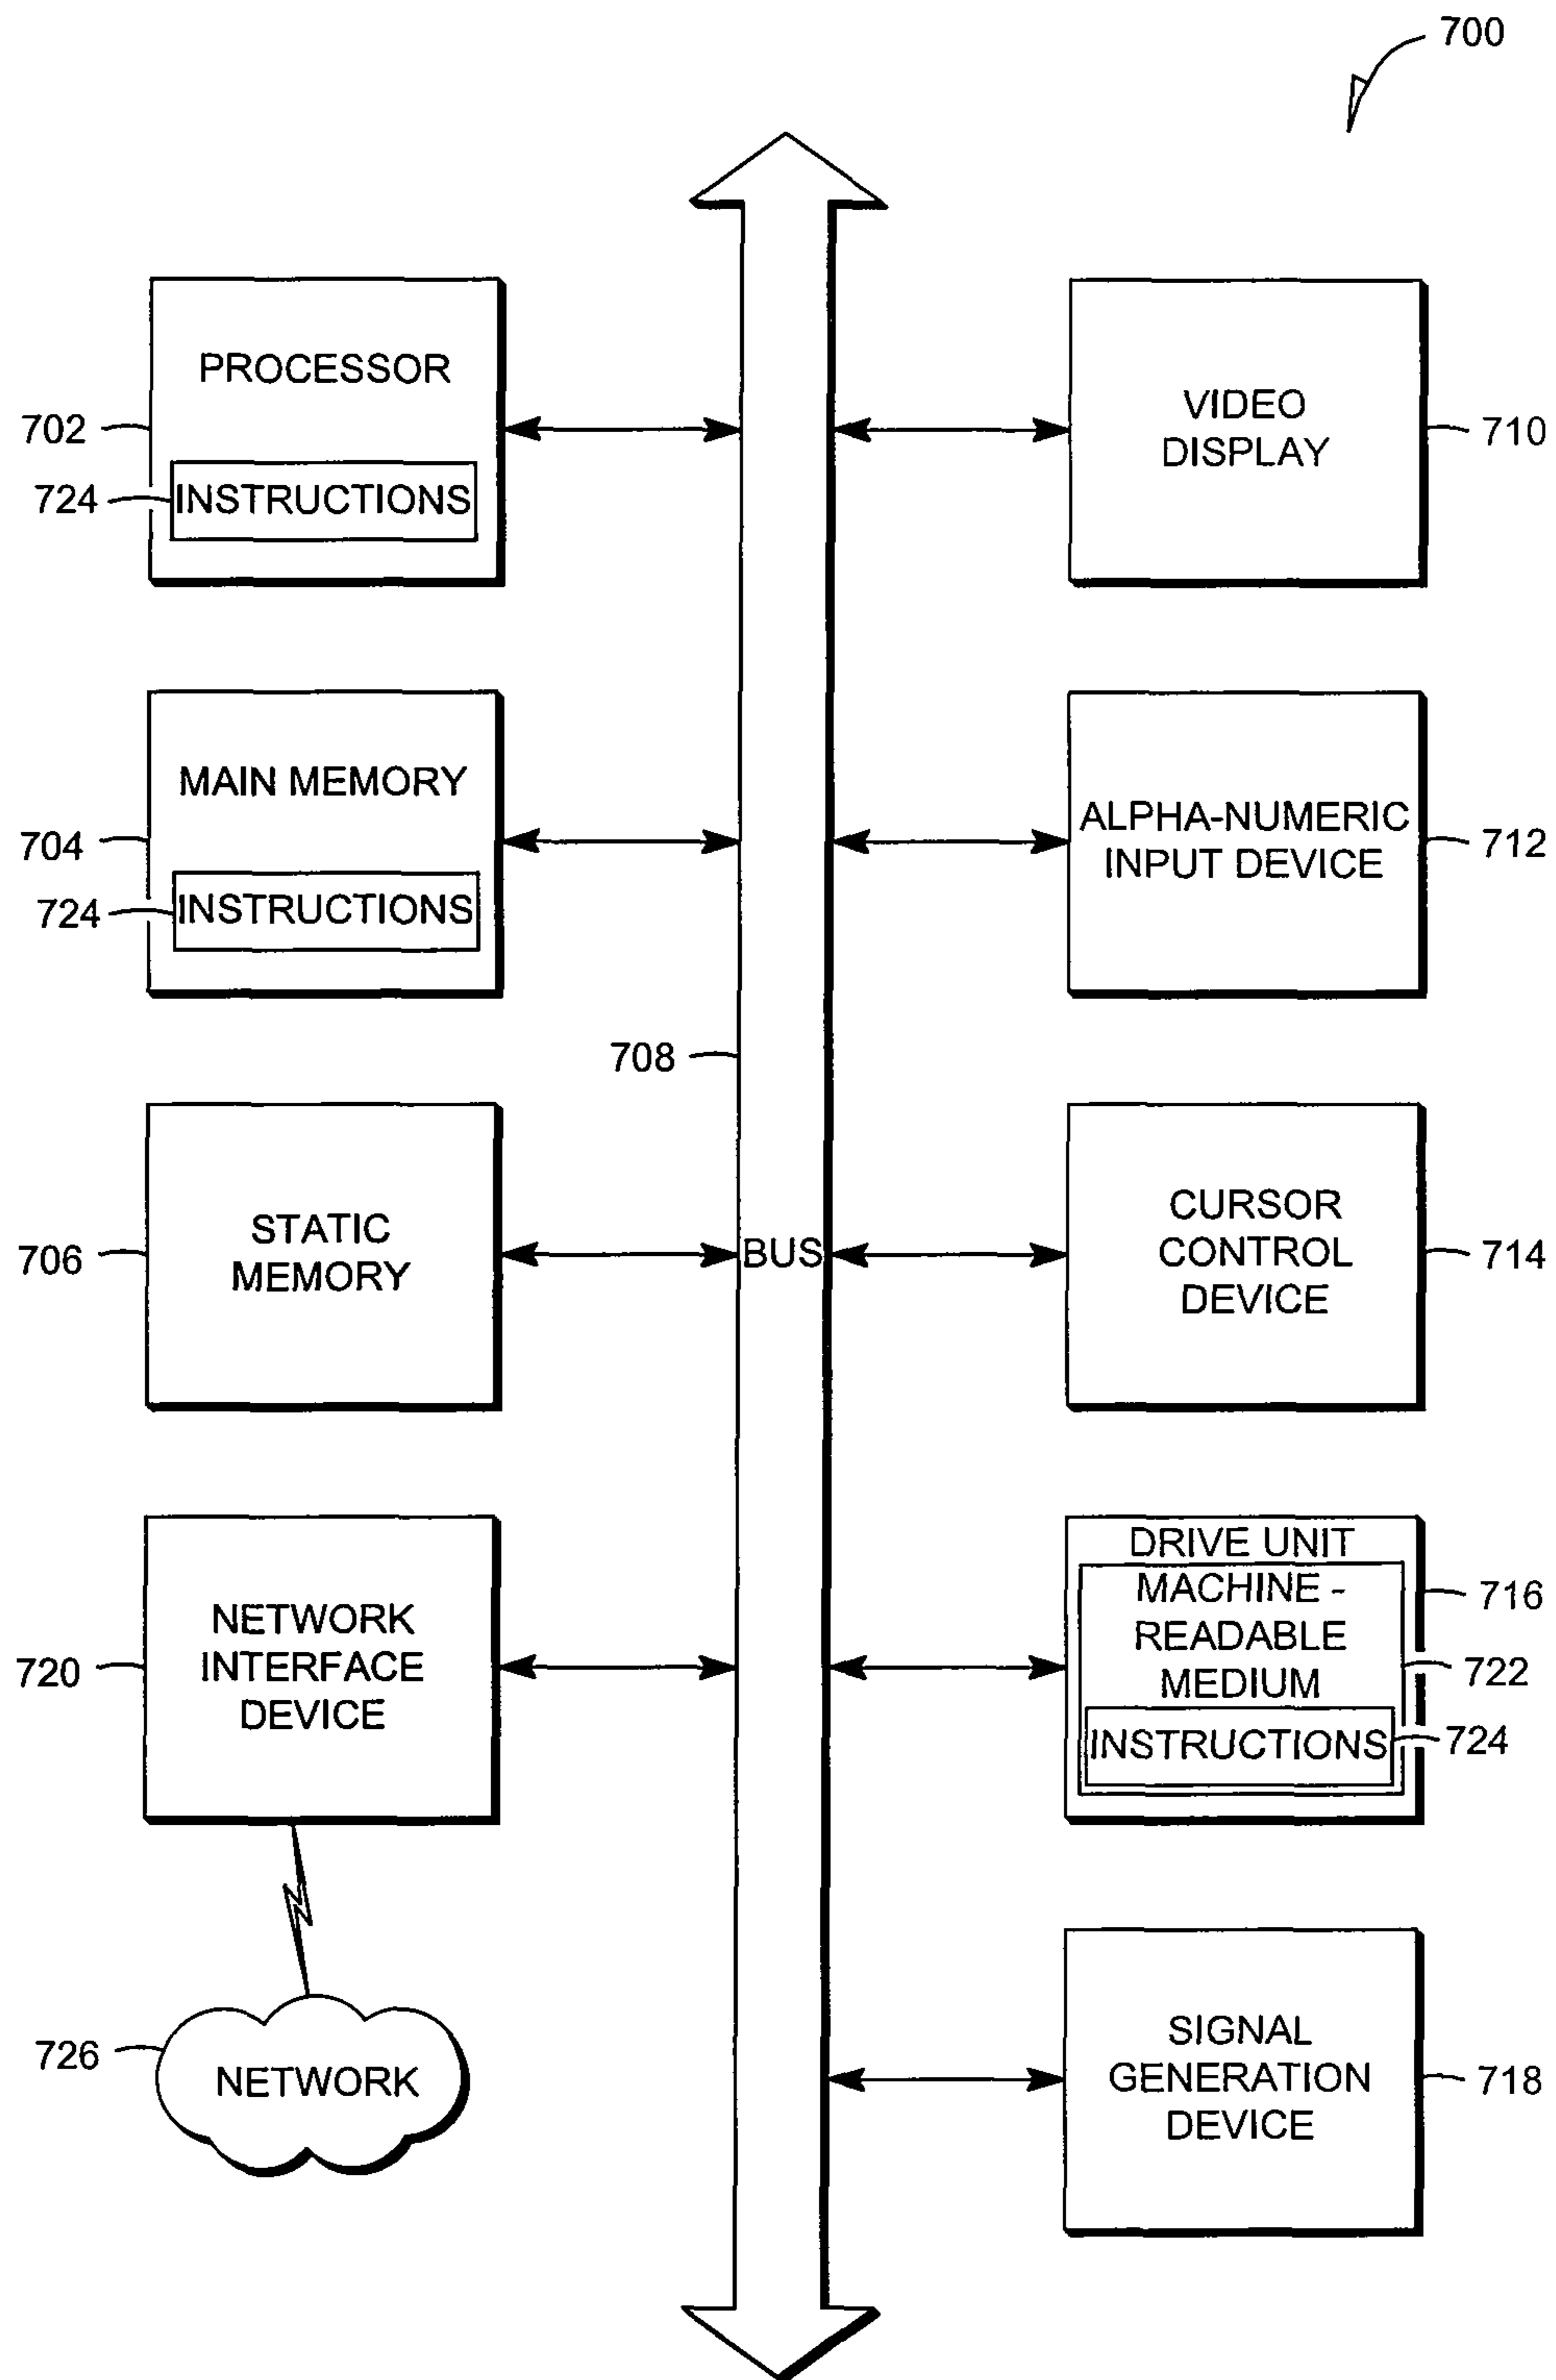 700
PROCESSOR
702
724
INSTRUCTIONS
VIDEO
DISPLAY
710
MAIN MEMORY
704
724
INSTRUCTIONS
ALPHA-NUMERIC
INPUT DEVICE
712
708
STATIC
MEMORY
706
BUS
CURSOR
CONTROL
DEVICE
714
NETWORK
INTERFACE
DEVICE
720
DRIVE UNIT
MACHINE -
READABLE
MEDIUM
716
722
INSTRUCTIONS
724
726
NETWORK
SIGNAL
GENERATION
DEVICE
718